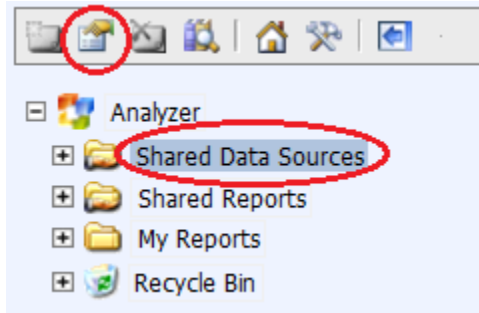 Analyzer
Shared Data Sources
Shared Reports
My Reports
Recycle Bin